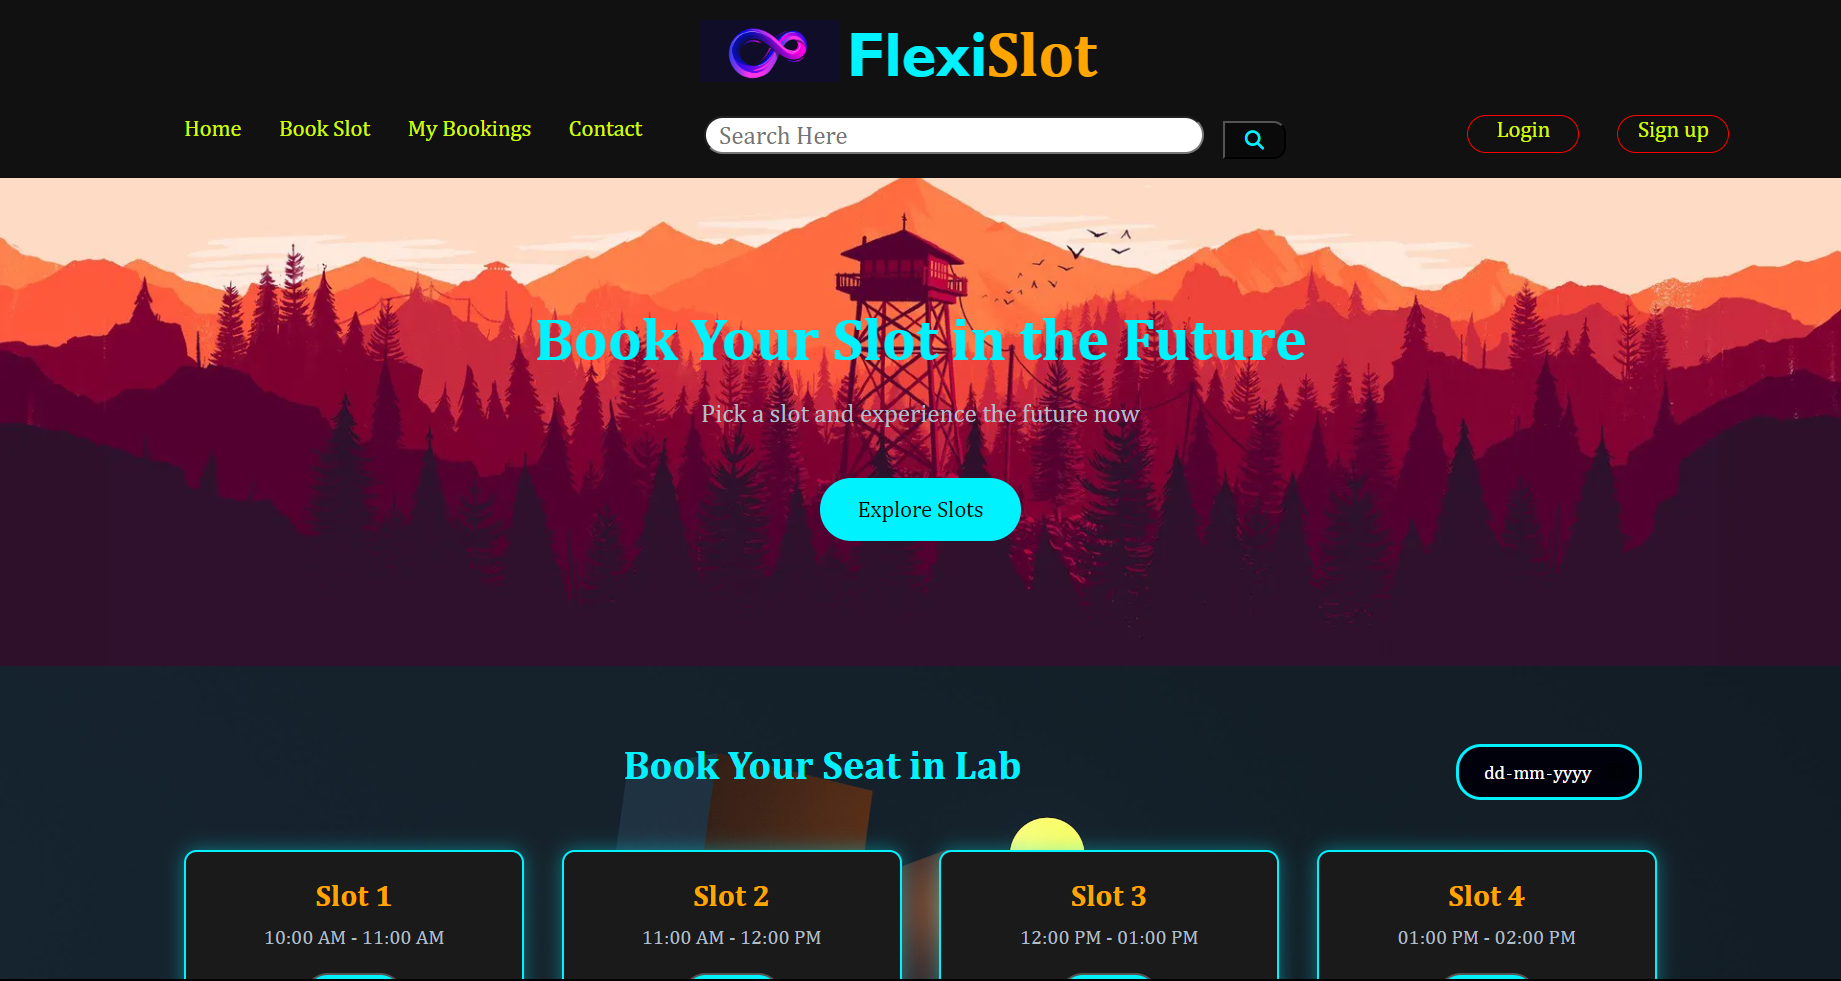 FlexiSlot
Home Book Slot My Bookings Contact Search Here Login Sign up
Book Your Slot in the Future
Pick a slot and experience the future now
Explore Slots
Book Your Seat in Lab dd-mm-yyyy
Slot 1 Slot 2 Slot 3 Slot 4
10:00 AM - 11:00 AM 11:00 AM - 12:00 PM 12:00 PM - 01:00 PM 01:00 PM - 02:00 PM